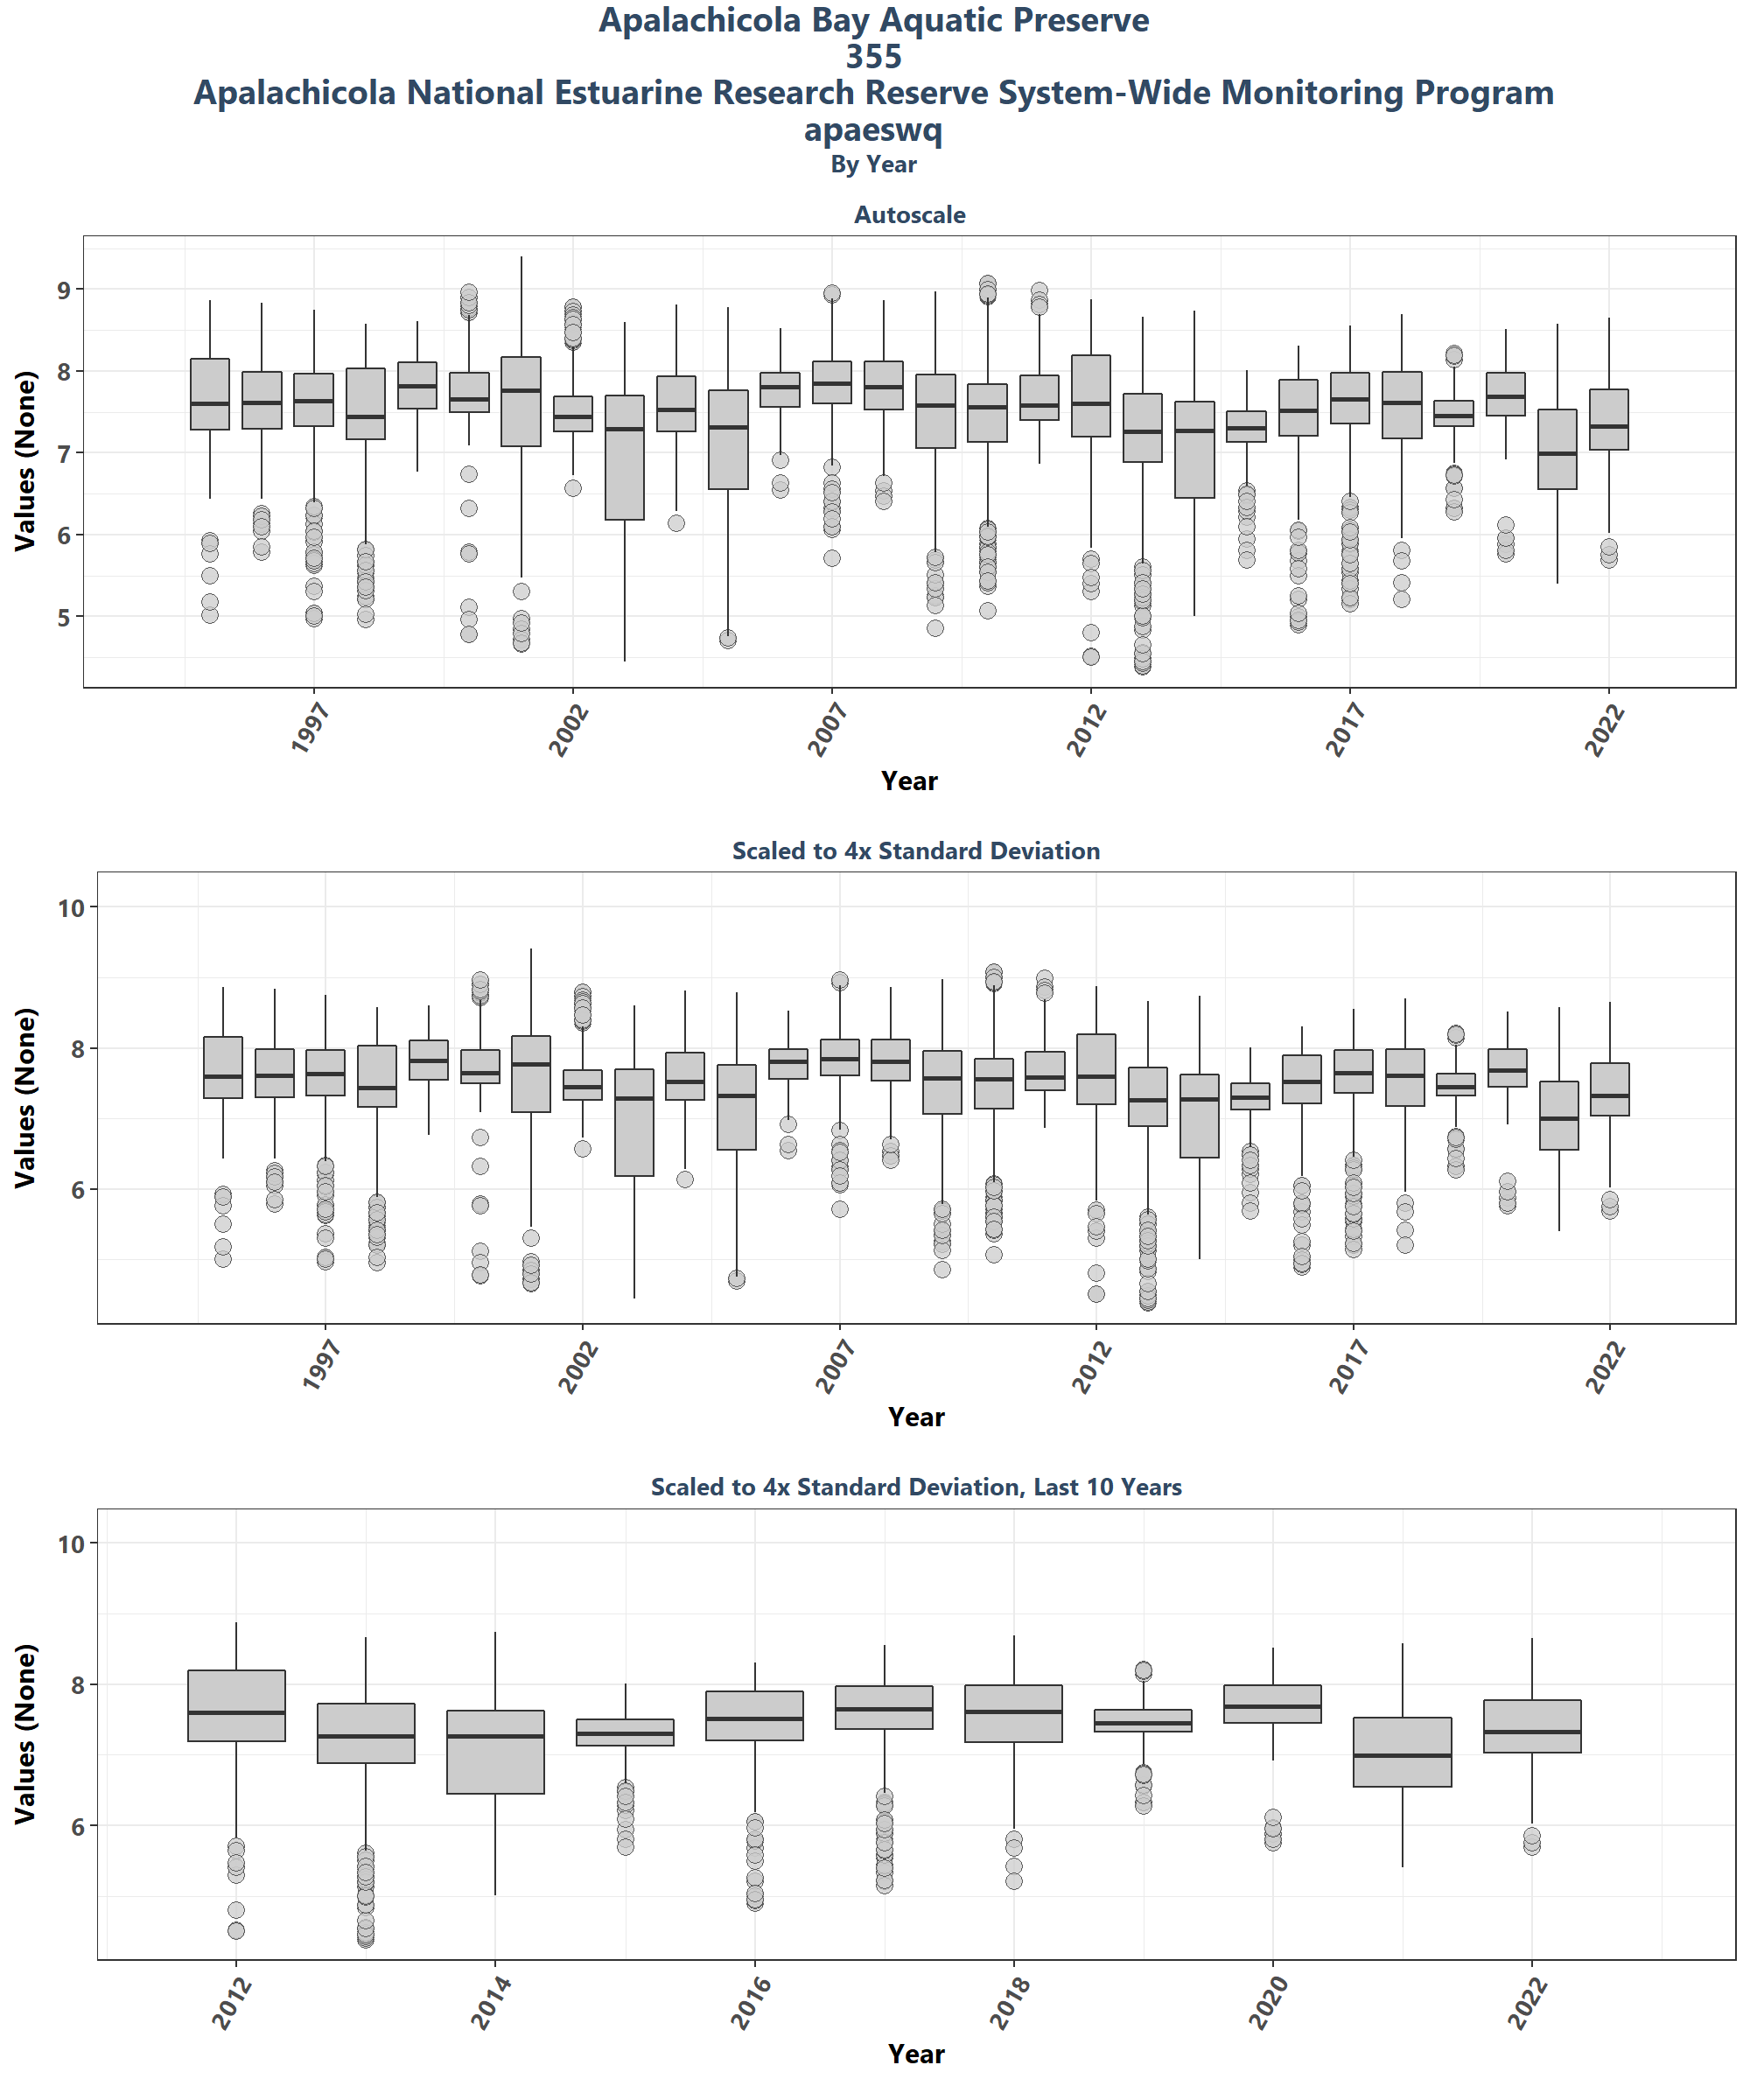 Apalachicola Bay Aquatic Preserve
355
Apalachicola National Estuarine Research Reserve System-Wide Monitoring Program
apaeswq
By Year
Autoscale
Values (None)
9
8
7
6
5
1997
2002
2007
2012
2017
2022
Year
Scaled to 4x Standard Deviation
Values (None)
10
8
6
1997
2002
2007
2012
2017
2022
Year
Scaled to 4x Standard Deviation, Last 10 Years
Values (None)
10
8
6
2012
2014
2016
2018
2020
2022
Year